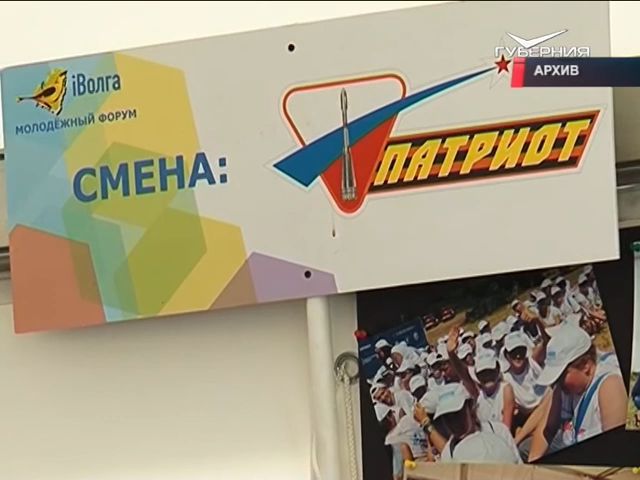 ГУБЕРНИЯ
АРХИВ
iВолга
МОЛОДЁЖНЫЙ ФОРУМ
СМЕНА:
ПАТРИОТ